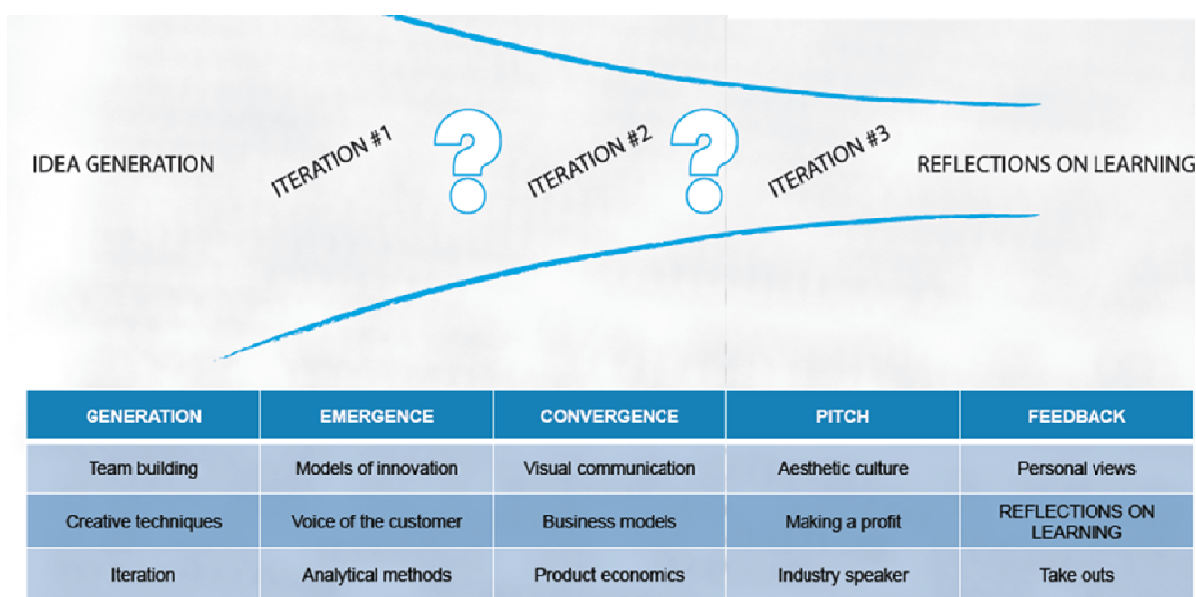 IDEA GENERATION
ITERATION #1
?
ITERATION #2
?
ITERATION #3
REFLECTIONS ON LEARNING
GENERATION EMERGENCE CONVERGENCE PITCH FEEDBACK
Team building Models of innovation Visual communication Aesthetic culture Personal views
Creative techniques Voice of the customer Business models Making a profit REFLECTIONS ON
LEARNING
Iteration Analytical methods Product economics Industry speaker Take outs